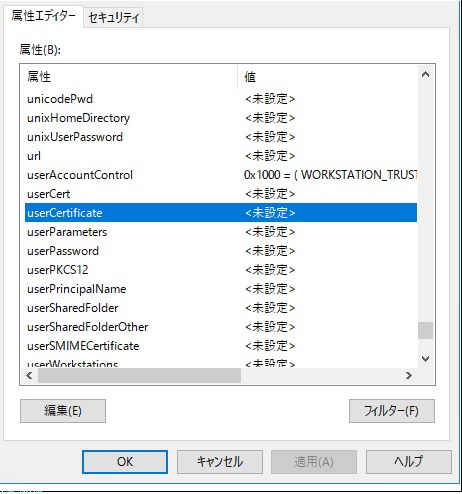 属性エディター セキュリティ
属性(B):
属性 値
unicodePwd <未設定>
unixHomeDirectory <未設定>
unixUserPassword <未設定>
url <未設定>
userAccountControl 0x1000 = ( WORKSTATION_TRUST
userCert <未設定>
userCertificate <未設定>
userParameters <未設定>
userPassword <未設定>
userPKCS12 <未設定>
userPrincipalName <未設定>
userSharedFolder <未設定>
userSharedFolderOther <未設定>
userSMIMECertificate <未設定>
userWorkstations <未設定>
編集(E) フィルター(F)
OK キャンセル 適用(A) ヘルプ